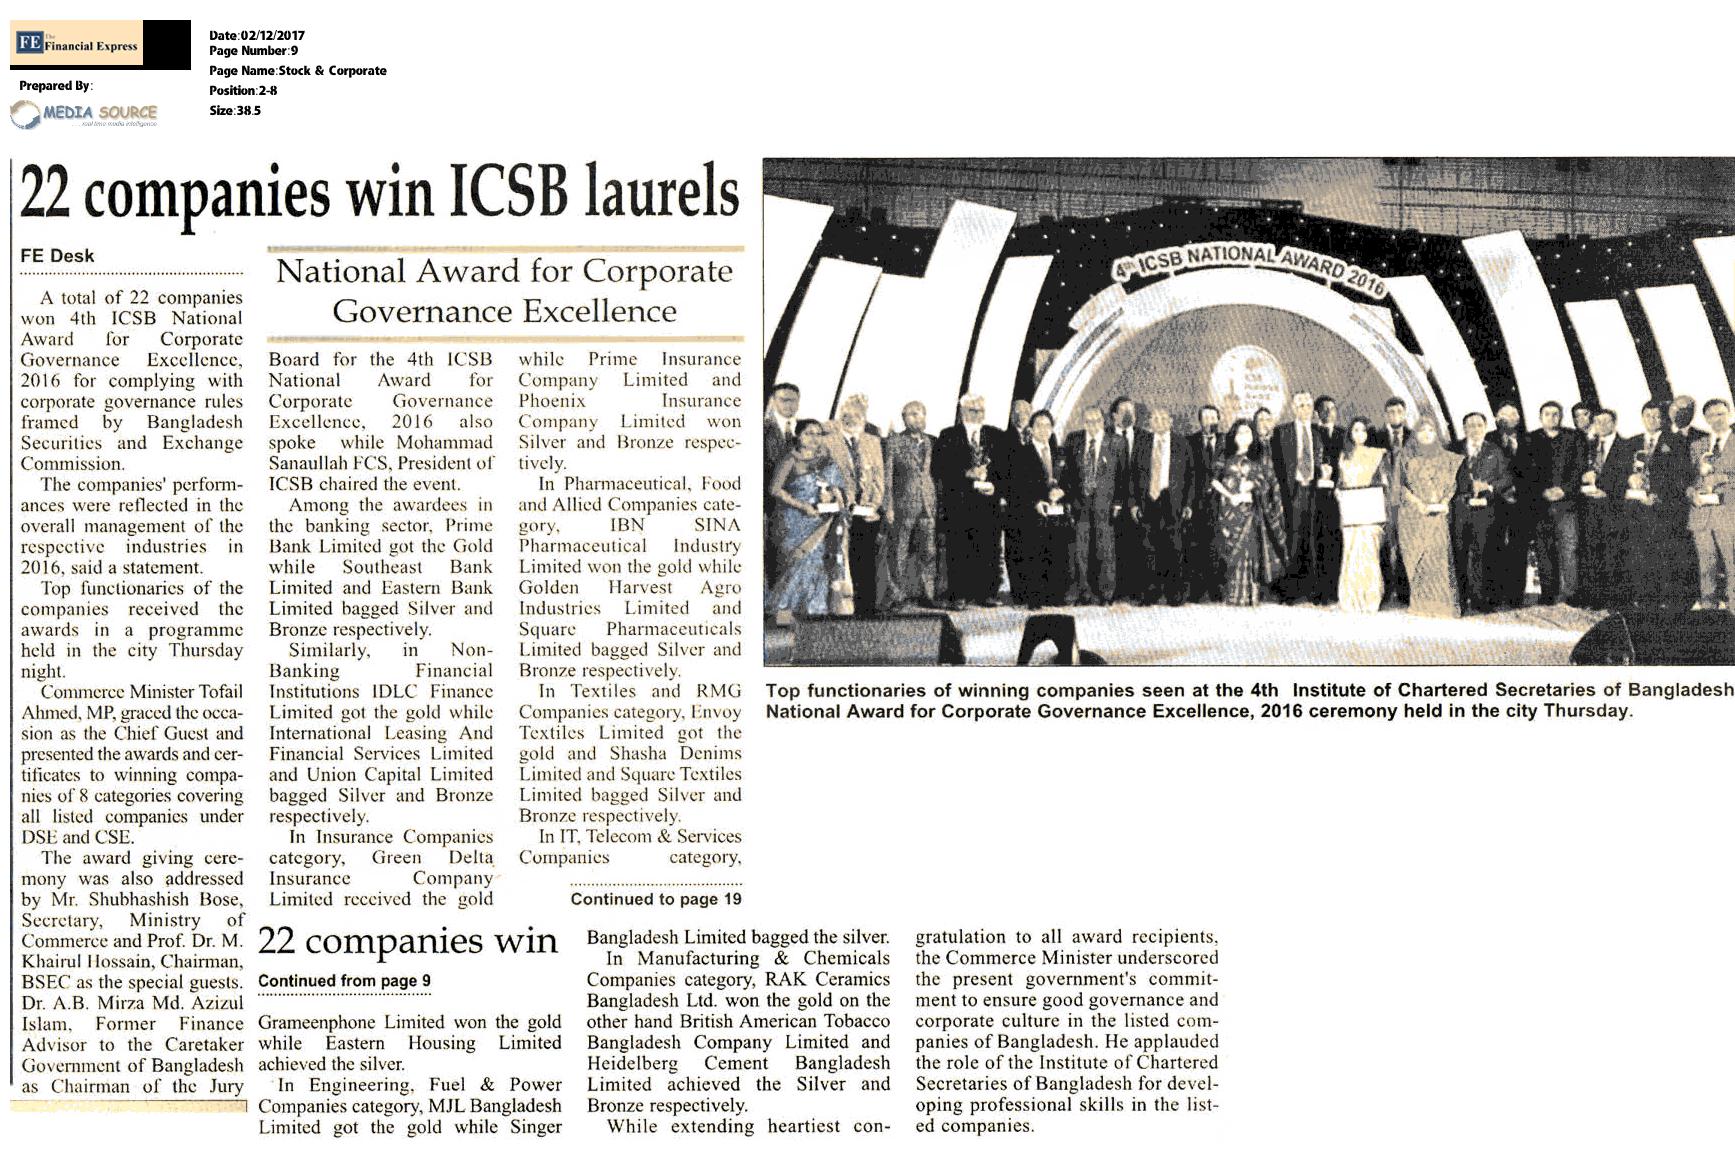 FE The Financial Express
Prepared By:
MEDIA SOURCE
real time media intelligence
Date:02/12/2017
Page Number:9
Page Name:Stock & Corporate
Position:2-8
Size:38.5
22 companies win ICSB laurels
FE Desk
National Award for Corporate
Governance Excellence
A total of 22 companies
won 4th ICSB National
Award for Corporate
Governance Excellence,
2016 for complying with
corporate governance rules
framed by Bangladesh
Securities and Exchange
Commission.
The companies' perform-
ances were reflected in the
overall management of the
respective industries in
2016, said a statement.
Top functionaries of the
companies received the
awards in a programme
held in the city Thursday
night.
Commerce Minister Tofail
Ahmed, MP, graced the occa-
sion as the Chief Guest and
presented the awards and cer-
tificates to winning compa-
nies of 8 categories covering
all listed companies under
DSE and CSE.
The award giving cere-
mony was also addressed
by Mr. Shubhashish Bose,
Secretary, Ministry of
Commerce and Prof. Dr. M.
Khairul Hossain, Chairman,
BSEC as the special guests.
Dr. A.B. Mirza Md. Azizul
Islam, Former Finance
Advisor to the Caretaker
Government of Bangladesh
as Chairman of the Jury
Board for the 4th ICSB
National Award for
Corporate Governance
Excellence, 2016 also
spoke while Mohammad
Sanaullah FCS, President of
ICSB chaired the event.
Among the awardees in
the banking sector, Prime
Bank Limited got the Gold
while Southeast Bank
Limited and Eastern Bank
Limited bagged Silver and
Bronze respectively.
Similarly, in Non-
Banking Financial
Institutions IDLC Finance
Limited got the gold while
International Leasing And
Financial Services Limited
and Union Capital Limited
bagged Silver and Bronze
respectively.
In Insurance Companies
category, Green Delta
Insurance Company
Limited received the gold
while Prime Insurance
Company Limited and
Phoenix Insurance
Company Limited won
Silver and Bronze respec-
tively.
In Pharmaceutical, Food
and Allied Companies cate-
gory, IBN SINA
Pharmaceutical Industry
Limited won the gold while
Golden Harvest Agro
Industries Limited and
Square Pharmaceuticals
Limited bagged Silver and
Bronze respectively.
In Textiles and RMG
Companies category, Envoy
Textiles Limited got the
gold and Shasha Denims
Limited and Square Textiles
Limited bagged Silver and
Bronze respectively.
In IT, Telecom & Services
Companies category,
Continued to page 19
4th ICSB NATIONAL AWARD 2016
Top functionaries of winning companies seen at the 4th Institute of Chartered Secretaries of Bangladesh
National Award for Corporate Governance Excellence, 2016 ceremony held in the city Thursday.
22 companies win
Continued from page 9
Grameenphone Limited won the gold
while Eastern Housing Limited
achieved the silver.
In Engineering, Fuel & Power
Companies category, MJL Bangladesh
Limited got the gold while Singer
Bangladesh Limited bagged the silver.
In Manufacturing & Chemicals
Companies category, RAK Ceramics
Bangladesh Ltd. won the gold on the
other hand British American Tobacco
Bangladesh Company Limited and
Heidelberg Cement Bangladesh
Limited achieved the Silver and
Bronze respectively.
While extending heartiest con-
gratulation to all award recipients,
the Commerce Minister underscored
the present government's commit-
ment to ensure good governance and
corporate culture in the listed com-
panies of Bangladesh. He applauded
the role of the Institute of Chartered
Secretaries of Bangladesh for devel-
oping professional skills in the list-
ed companies.